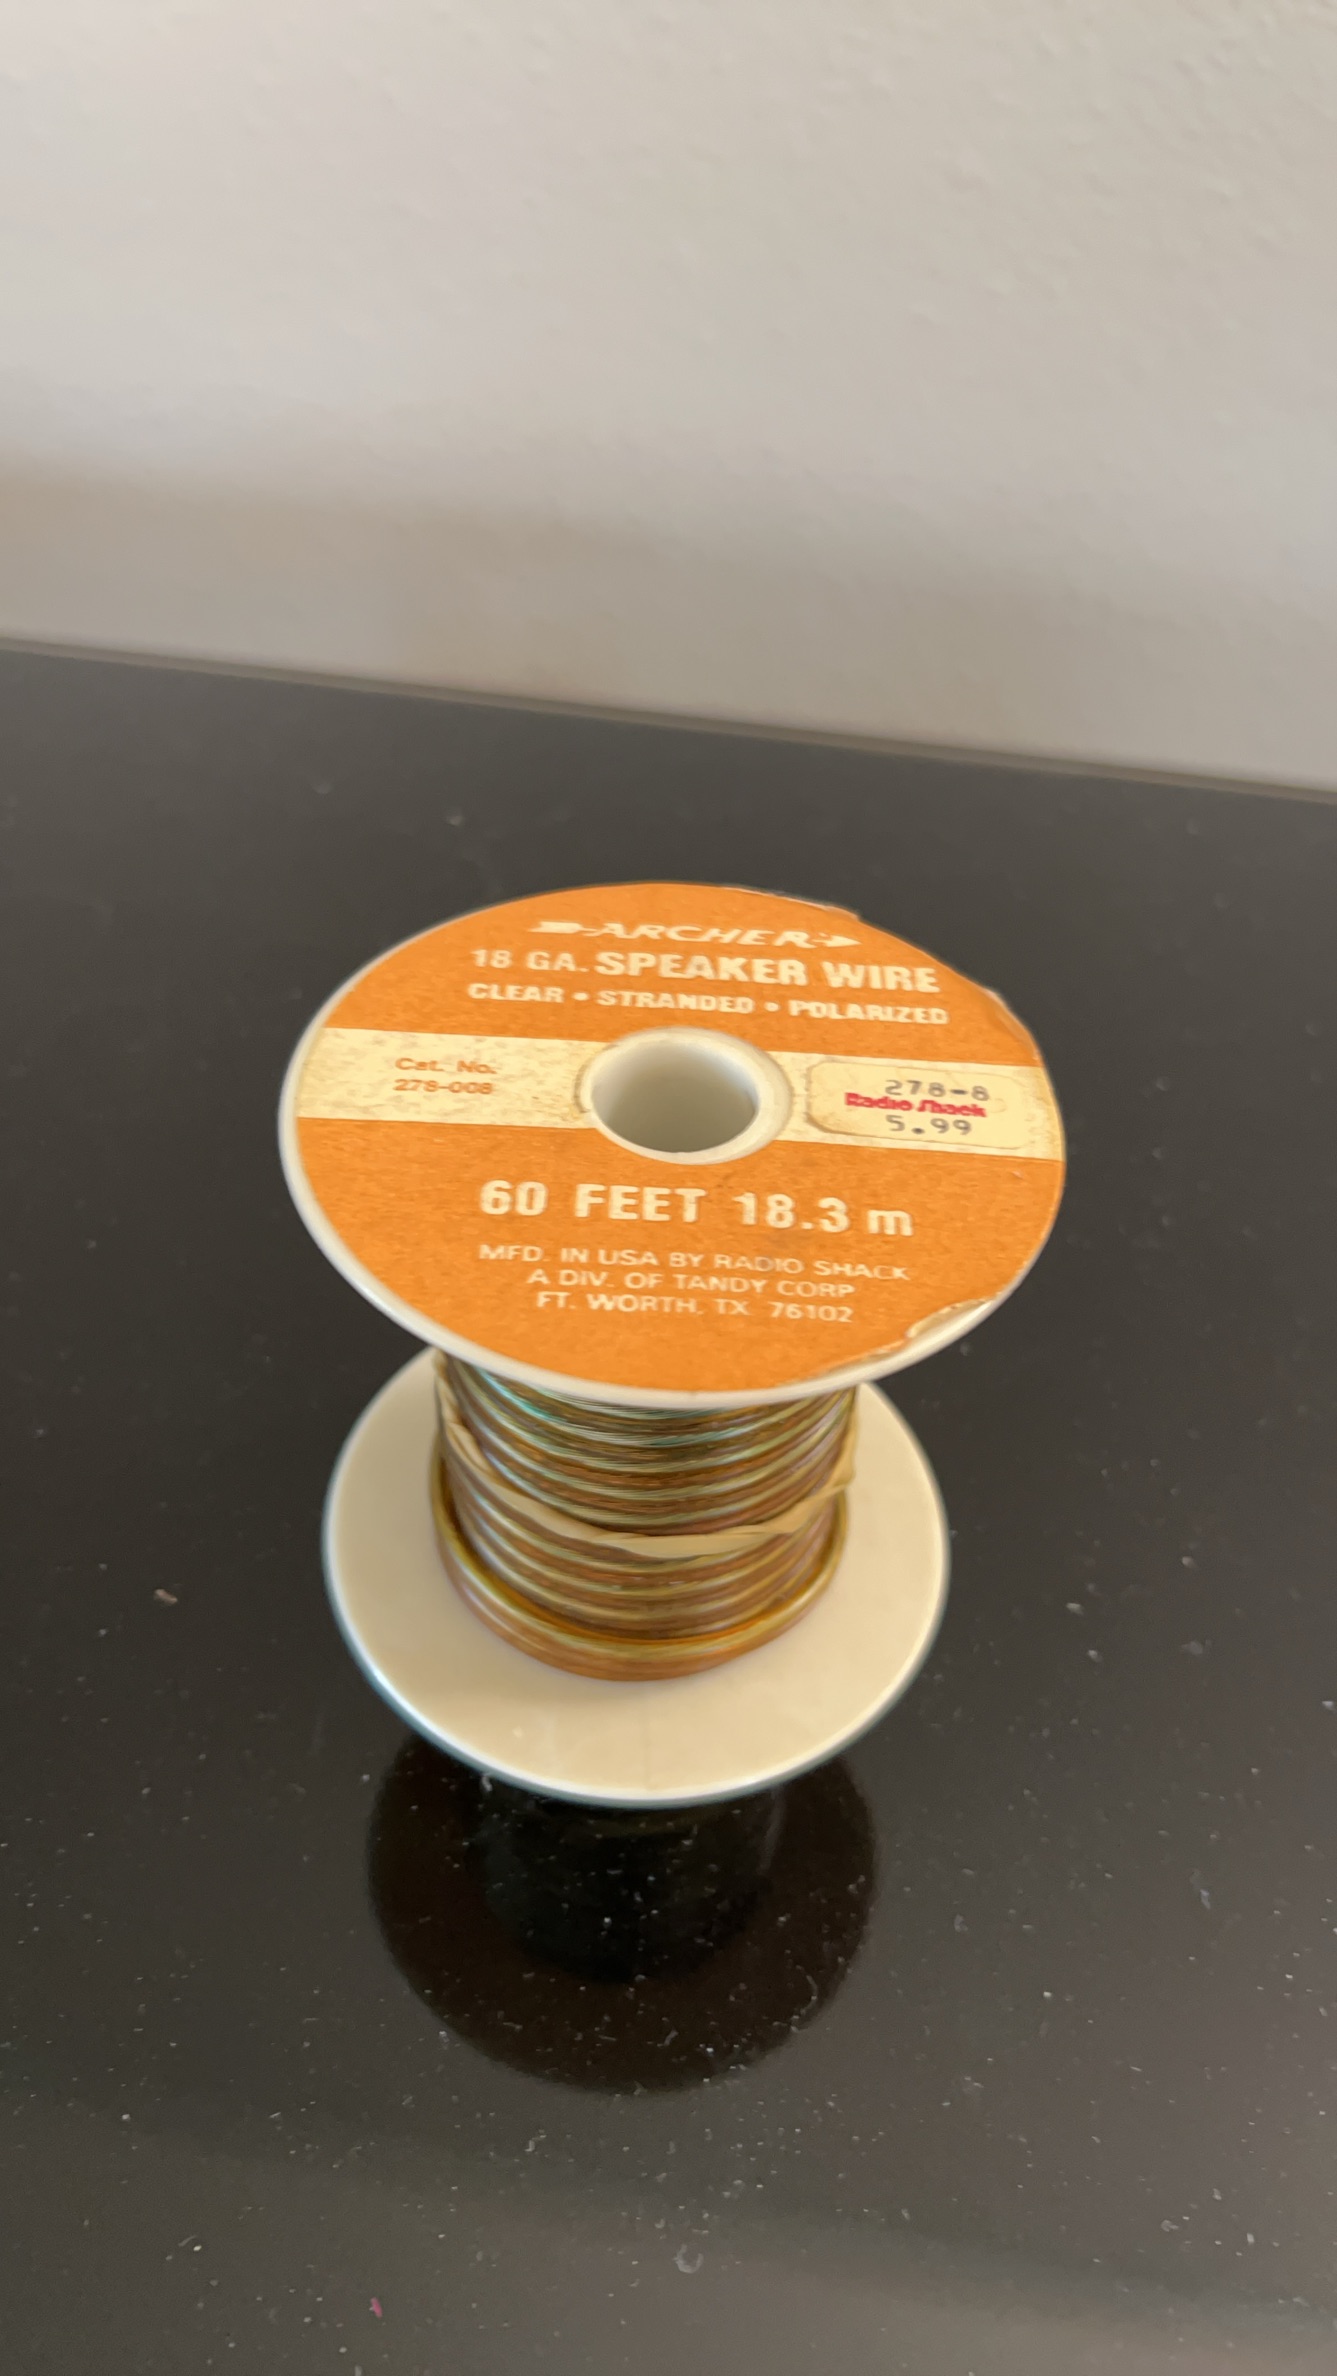 ARCHER
18 GA. SPEAKER WIRE
CLEAR • STRANDED • POLARIZED
Cat. No.
278-008
278-8
Radio Shack
5.99
60 FEET 18.3 m
MFD. IN USA BY RADIO SHACK
A DIV. OF TANDY CORP
FT. WORTH, TX 76102